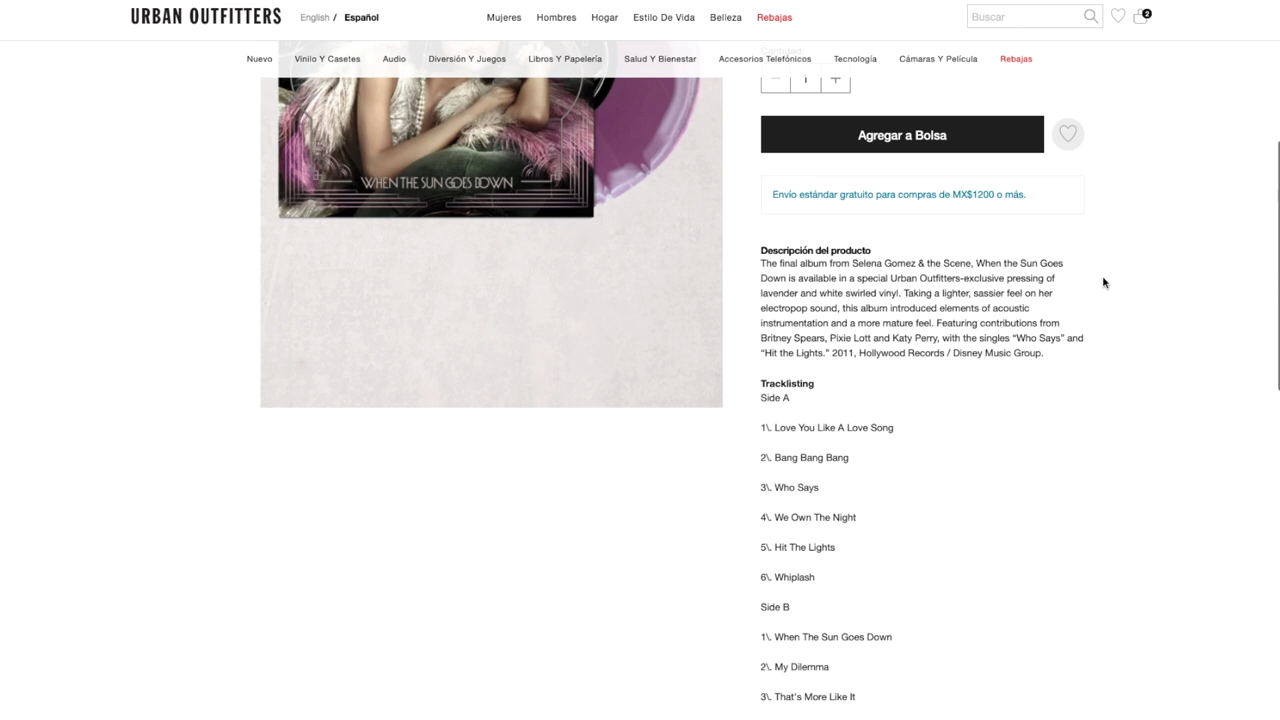 URBAN OUTFITTERS
English / Español
Mujeres Hombres Hogar Estilo De Vida Belleza Rebajas
Buscar
2
Cantidad:
Nuevo Vinilo Y Casetes Audio Diversión Y Juegos Libros Y Papelería Salud Y Bienestar Accesorios Telefónicos Tecnología Cámaras Y Película Rebajas
− 1 +
WHEN THE SUN GOES DOWN
Agregar a Bolsa
Envío estándar gratuito para compras de MX$1200 o más.
Descripción del producto
The final album from Selena Gomez & the Scene, When the Sun Goes
Down is available in a special Urban Outfitters-exclusive pressing of
lavender and white swirled vinyl. Taking a lighter, sassier feel on her
electropop sound, this album introduced elements of acoustic
instrumentation and a more mature feel. Featuring contributions from
Britney Spears, Pixie Lott and Katy Perry, with the singles “Who Says” and
“Hit the Lights.” 2011, Hollywood Records / Disney Music Group.
Tracklisting
Side A
1\. Love You Like A Love Song
2\. Bang Bang Bang
3\. Who Says
4\. We Own The Night
5\. Hit The Lights
6\. Whiplash
Side B
1\. When The Sun Goes Down
2\. My Dilemma
3\. That's More Like It